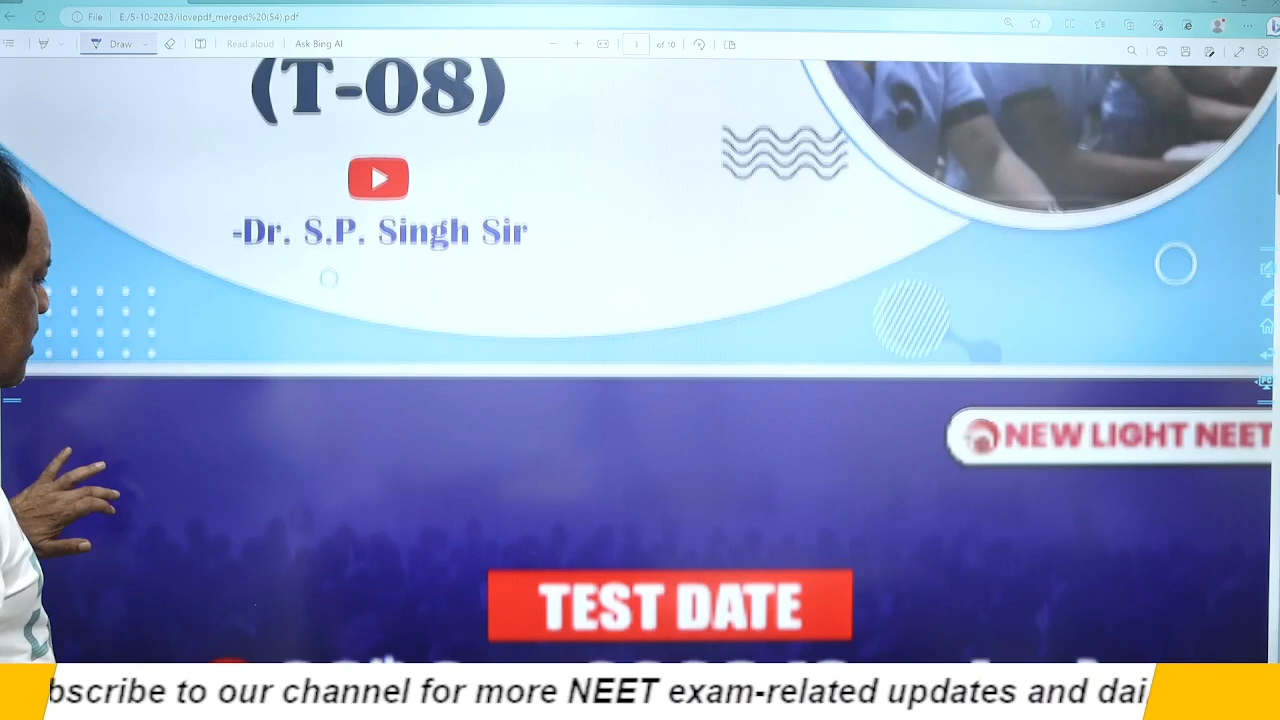 File
E:/5-10-2023/ilovepdf_merged%20(54).pdf
Draw
Read aloud
Ask Bing AI
5
of 10
(T-08)
-Dr. S.P. Singh Sir
NEW LIGHT NEET
TEST DATE
bscribe to our channel for more NEET exam-related updates and dai